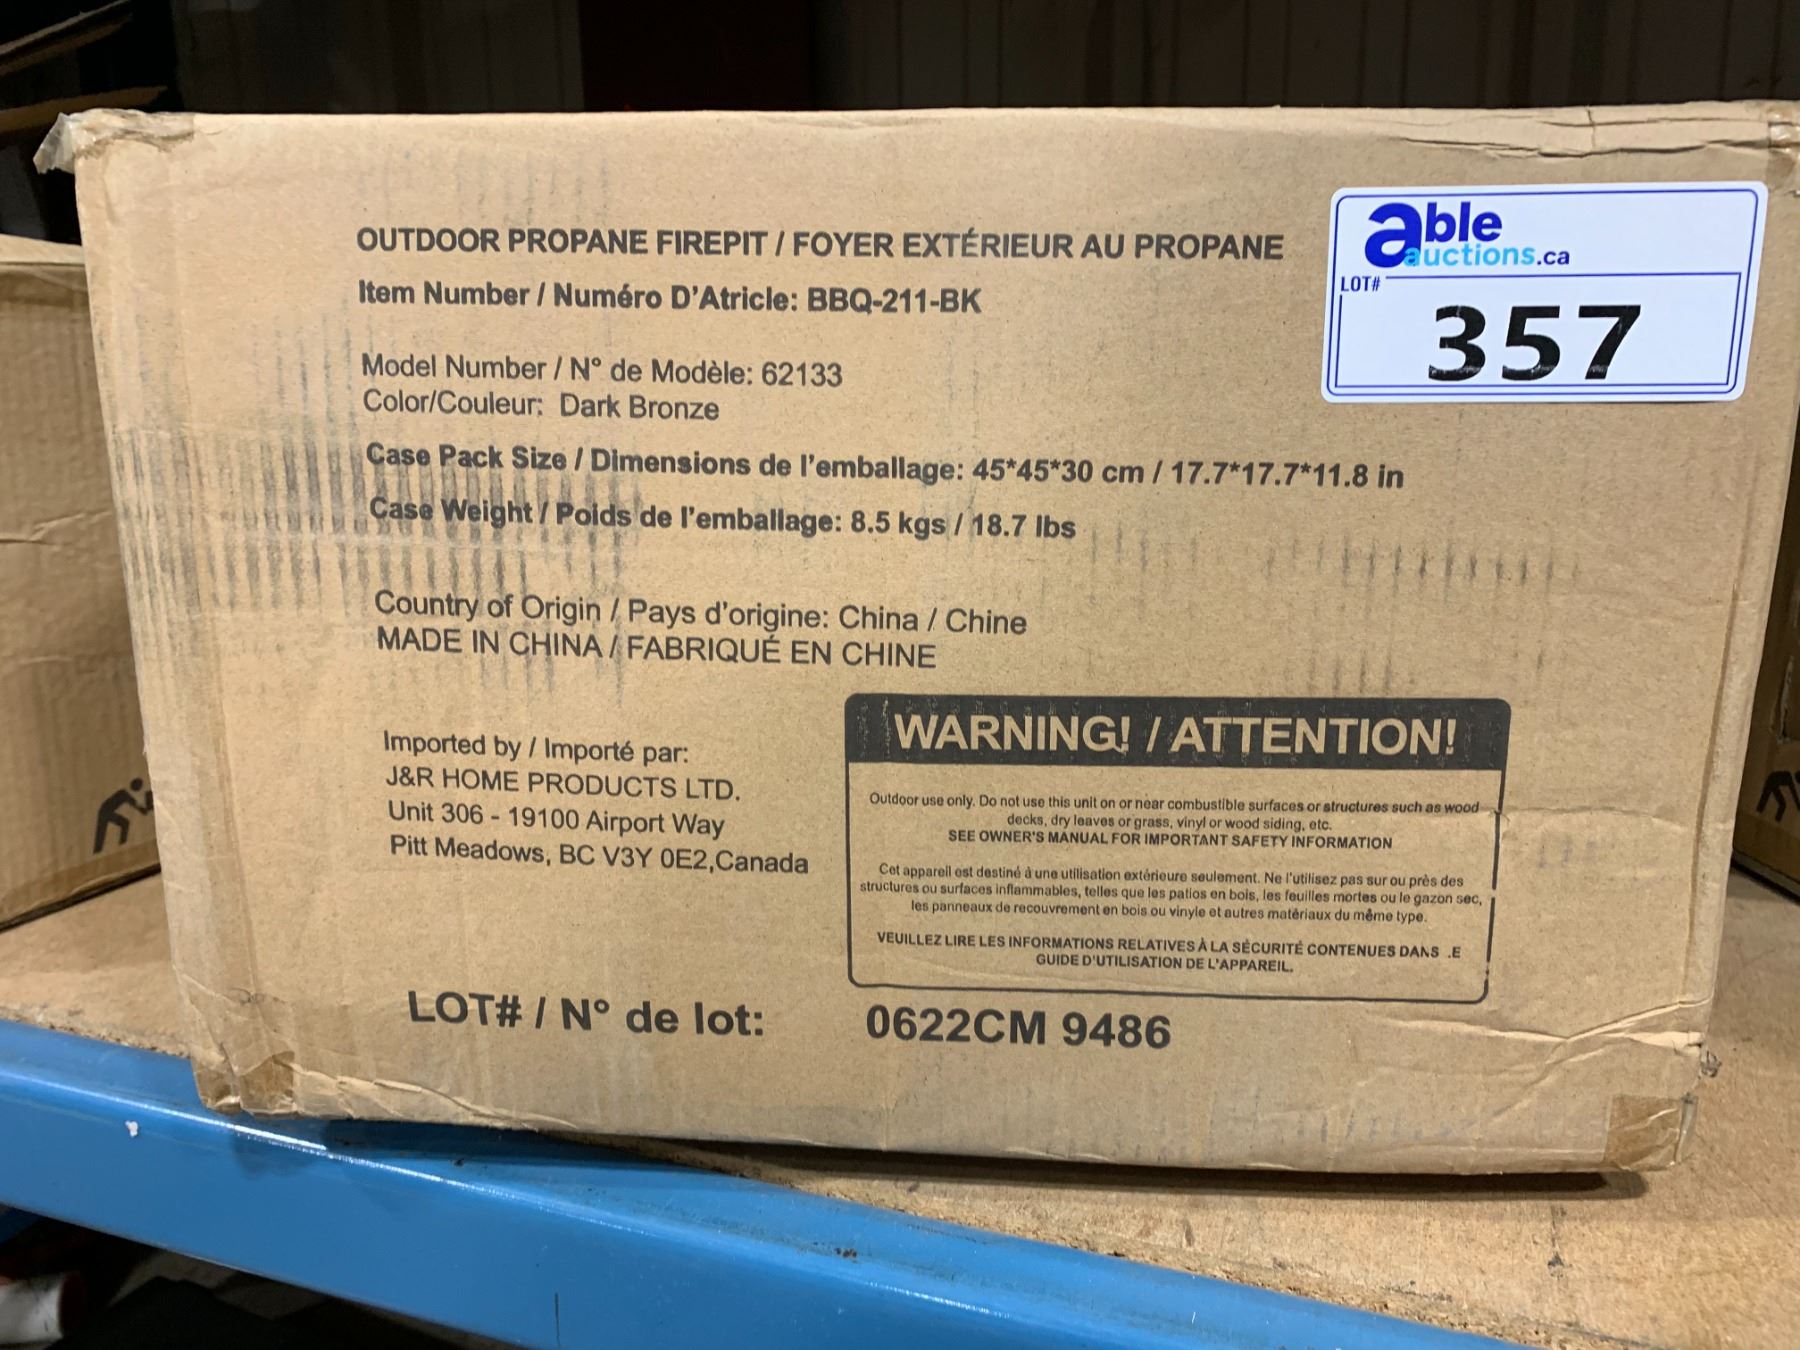 OUTDOOR PROPANE FIREPIT / FOYER EXTÉRIEUR AU PROPANE
Item Number / Numéro D'Atricle: BBQ-211-BK
Model Number / N° de Modèle: 62133
Color/Couleur: Dark Bronze
Case Pack Size / Dimensions de l'emballage: 45*45*30 cm / 17.7*17.7*11.8 in
Case Weight / Poids de l'emballage: 8.5 kgs / 18.7 lbs
Country of Origin / Pays d'origine: China / Chine
MADE IN CHINA / FABRIQUÉ EN CHINE
Imported by / Importé par:
J&R HOME PRODUCTS LTD.
Unit 306 - 19100 Airport Way
Pitt Meadows, BC V3Y 0E2,Canada
WARNING! / ATTENTION!
Outdoor use only. Do not use this unit on or near combustible surfaces or structures such as wood
decks, dry leaves or grass, vinyl or wood siding, etc.
SEE OWNER'S MANUAL FOR IMPORTANT SAFETY INFORMATION
Cet appareil est destiné à une utilisation extérieure seulement. Ne l'utilisez pas sur ou près des
structures ou surfaces inflammables, telles que les patios en bois, les feuilles mortes ou le gazon sec,
les panneaux de recouvrement en bois ou vinyle et autres matériaux du même type.
VEUILLEZ LIRE LES INFORMATIONS RELATIVES À LA SÉCURITÉ CONTENUES DANS .E
GUIDE D'UTILISATION DE L'APPAREIL.
LOT# / N° de lot: 0622CM 9486
able
auctions.ca
LOT#
357